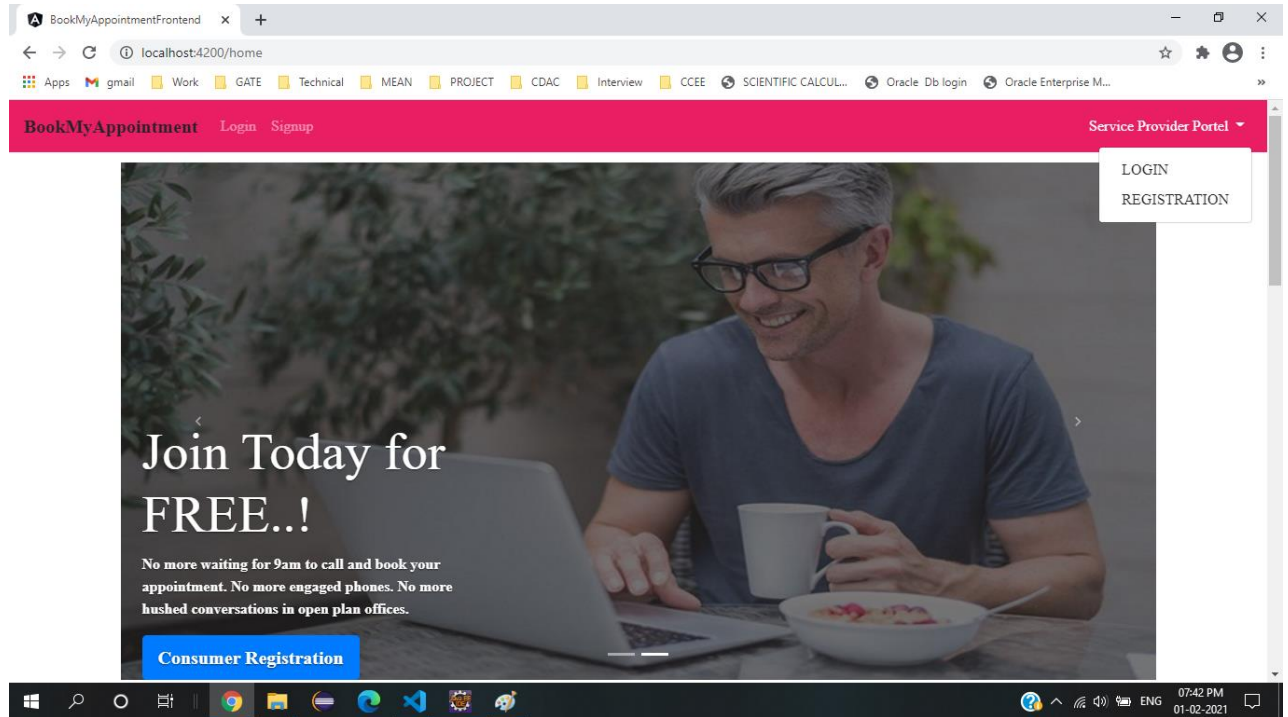 BookMyAppointmentFrontend
localhost:4200/home
Apps gmail Work GATE Technical MEAN PROJECT CDAC Interview CCEE SCIENTIFIC CALCUL... Oracle Db login Oracle Enterprise M...
BookMyAppointment Login Signup Service Provider Portel
LOGIN
REGISTRATION
Join Today for
FREE..!
No more waiting for 9am to call and book your
appointment. No more engaged phones. No more
hushed conversations in open plan offices.
Consumer Registration
ENG 07:42 PM
01-02-2021